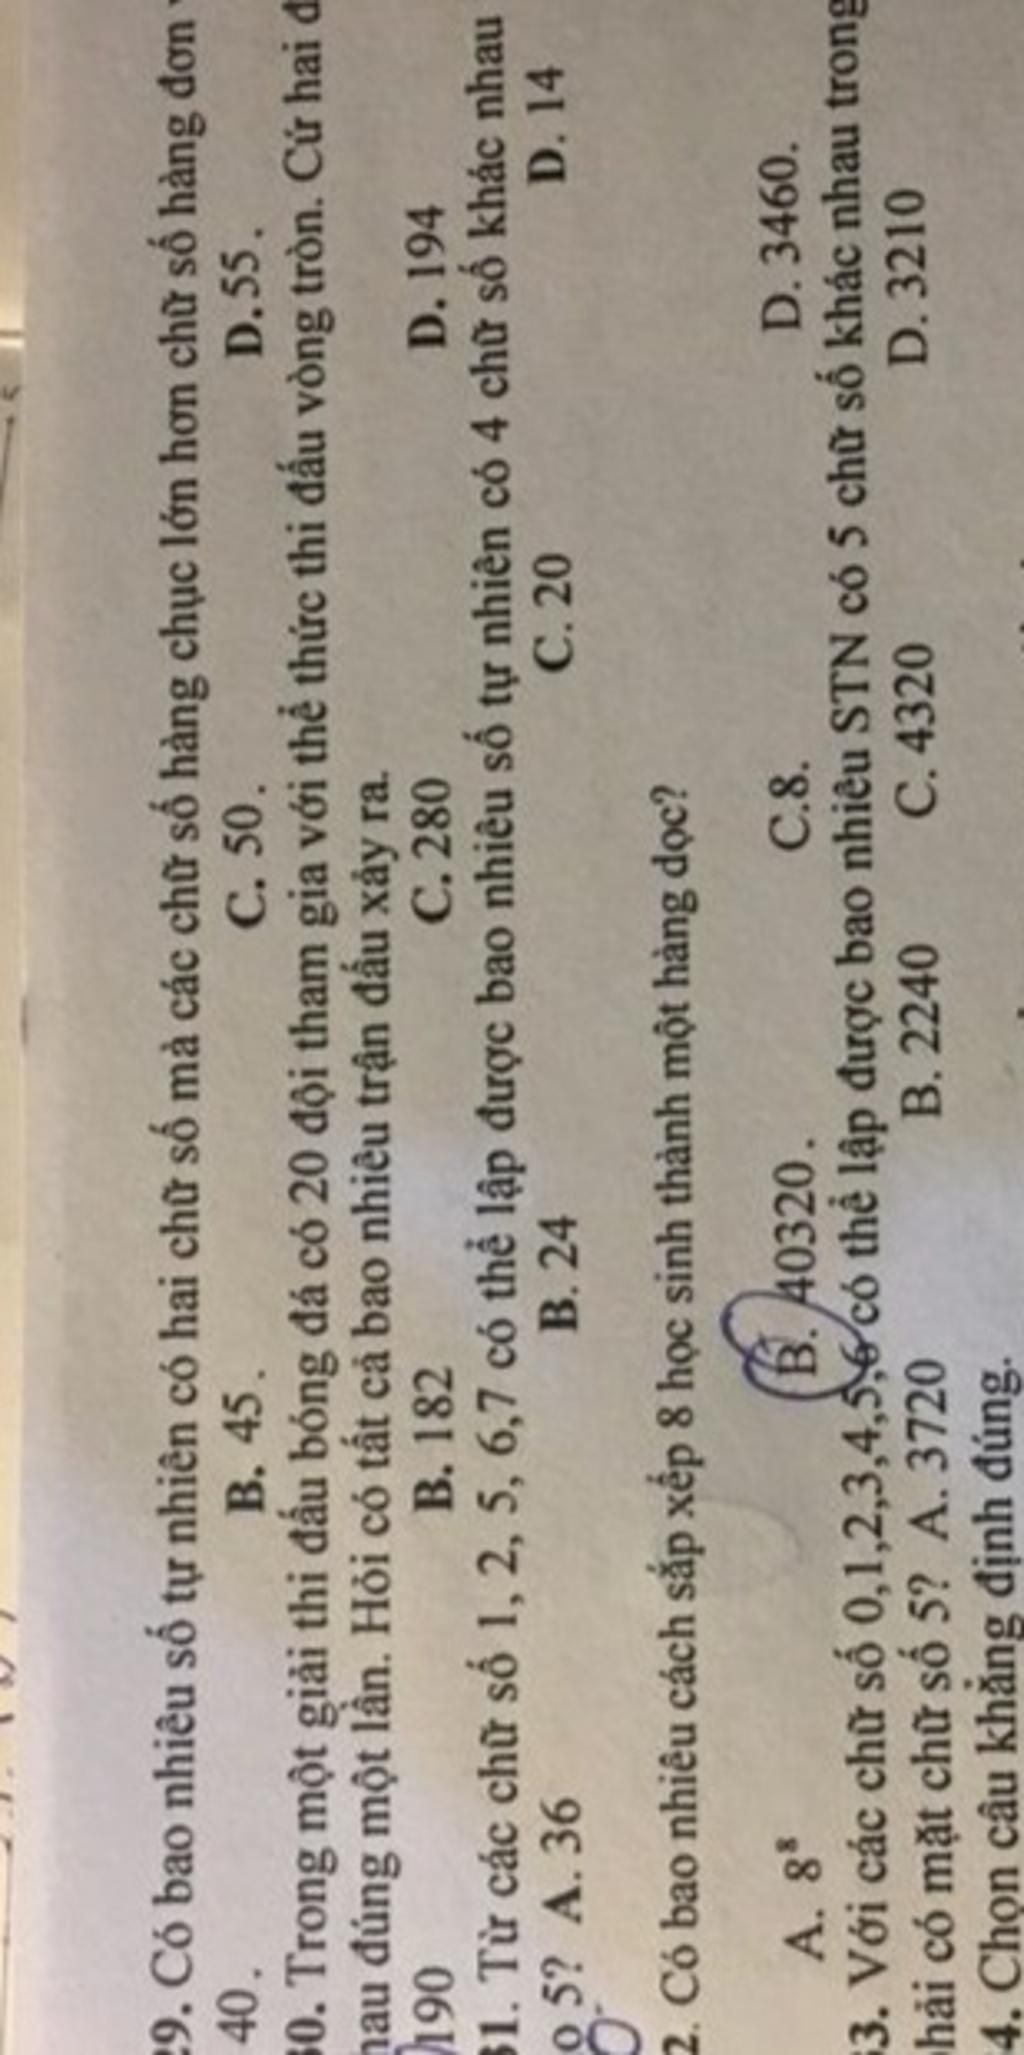 29. Có bao nhiêu số tự nhiên có hai chữ số mà các chữ số hàng chục lớn hơn chữ số hàng đơn
40. B. 45. C. 50. D. 55.
30. Trong một giải thi đấu bóng đá có 20 đội tham gia với thể thức thi đấu vòng tròn. Cứ hai đ
hau đúng một lần. Hỏi có tất cả bao nhiêu trận đấu xảy ra.
190 B. 182 C. 280 D. 194
31. Từ các chữ số 1, 2, 5, 6,7 có thể lập được bao nhiêu số tự nhiên có 4 chữ số khác nhau
o 5? A. 36 B. 24 C. 20 D. 14
2. Có bao nhiêu cách sắp xếp 8 học sinh thành một hàng dọc?
A. 8⁸ B. 40320. C.8. D. 3460.
33. Với các chữ số 0,1,2,3,4,5,6 có thể lập được bao nhiêu STN có 5 chữ số khác nhau trong
hải có mặt chữ số 5? A. 3720 B. 2240 C. 4320 D. 3210
4. Chọn câu khẳng định đúng.